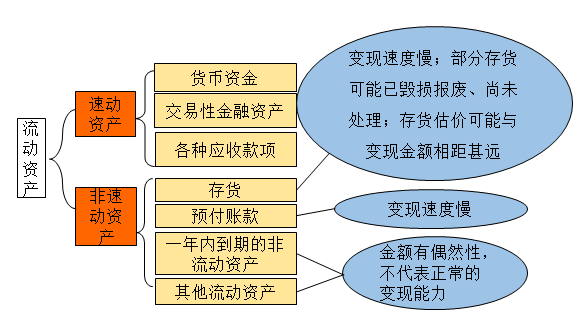 流
动
资
产
速动
资产
货币资金
交易性金融资产
各种应收款项
非速
动资
产
存货
预付账款
一年内到期的非
流动资产
其他流动资产
变现速度慢；部分存货
可能已毁损报废、尚未
处理；存货估价可能与
变现金额相距甚远
变现速度慢
金额有偶然性，
不代表正常的
变现能力